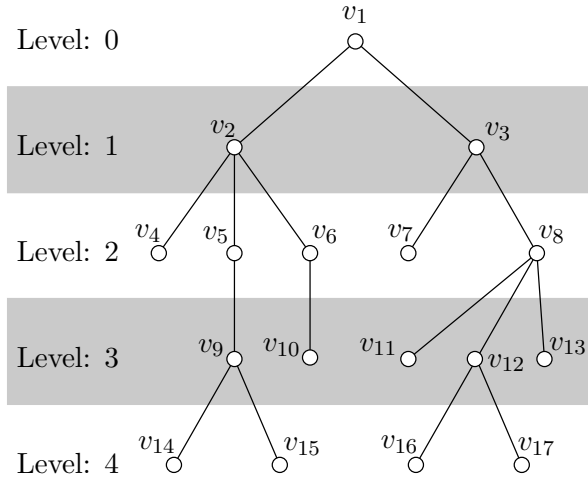 v1
Level: 0
v2
v3
Level: 1
v4
v5
v6
v7
v8
Level: 2
v9
v10
v11
v12
v13
Level: 3
v14
v15
v16
v17
Level: 4